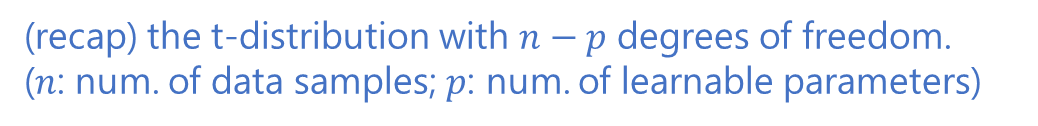 (recap) the t-distribution with n − p degrees of freedom.
(n: num. of data samples; p: num. of learnable parameters)